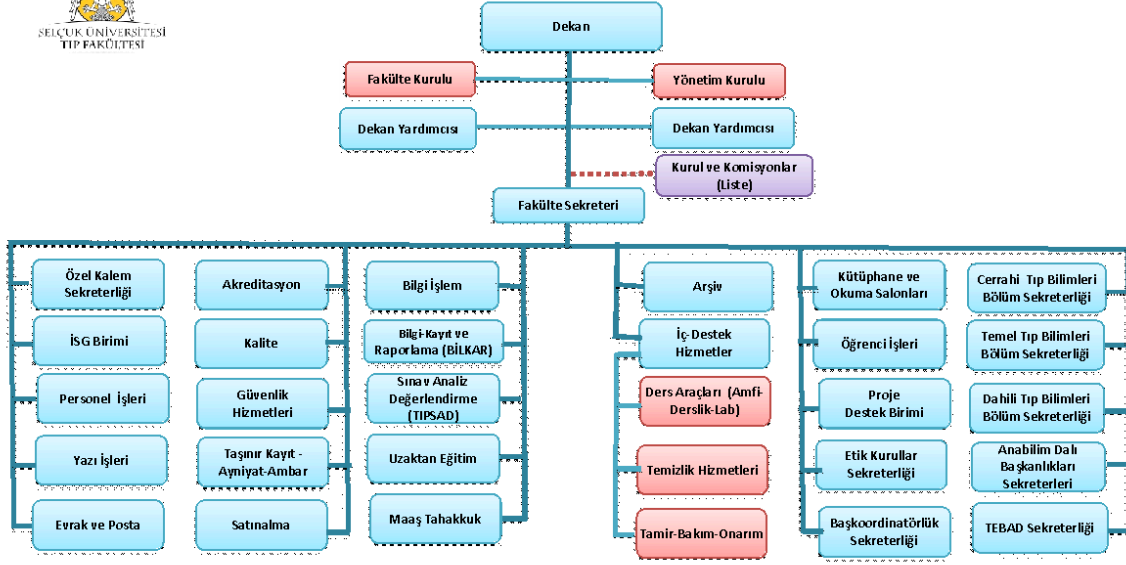 SELÇUK ÜNİVERSİTESİ
TIP FAKÜLTESİ
Dekan
Fakülte Kurulu
Yönetim Kurulu
Dekan Yardımcısı
Dekan Yardımcısı
Kurul ve Komisyonlar
(Liste)
Fakülte Sekreteri
Özel Kalem
Sekreterliği
İSG Birimi
Personel İşleri
Yazı İşleri
Evrak ve Posta
Akreditasyon
Kalite
Güvenlik
Hizmetleri
Taşınır Kayıt -
Ayniyat-Ambar
Satınalma
Bilgi İşlem
Bilgi-Kayıt ve
Raporlama (BİLKAR)
Sınav Analiz
Değerlendirme
(TIPSAD)
Uzaktan Eğitim
Maaş Tahakkuk
Arşiv
İç-Destek
Hizmetler
Ders Araçları (Amfi-
Derslik-Lab)
Temizlik Hizmetleri
Tamir-Bakım-Onarım
Kütüphane ve
Okuma Salonları
Öğrenci İşleri
Proje
Destek Birimi
Etik Kurullar
Sekreterliği
Başkoordinatörlük
Sekreterliği
Cerrahi Tıp Bilimleri
Bölüm Sekreterliği
Temel Tıp Bilimleri
Bölüm Sekreterliği
Dahili Tıp Bilimleri
Bölüm Sekreterliği
Anabilim Dalı
Başkanlıkları
Sekreterleri
TEBAD Sekreterliği